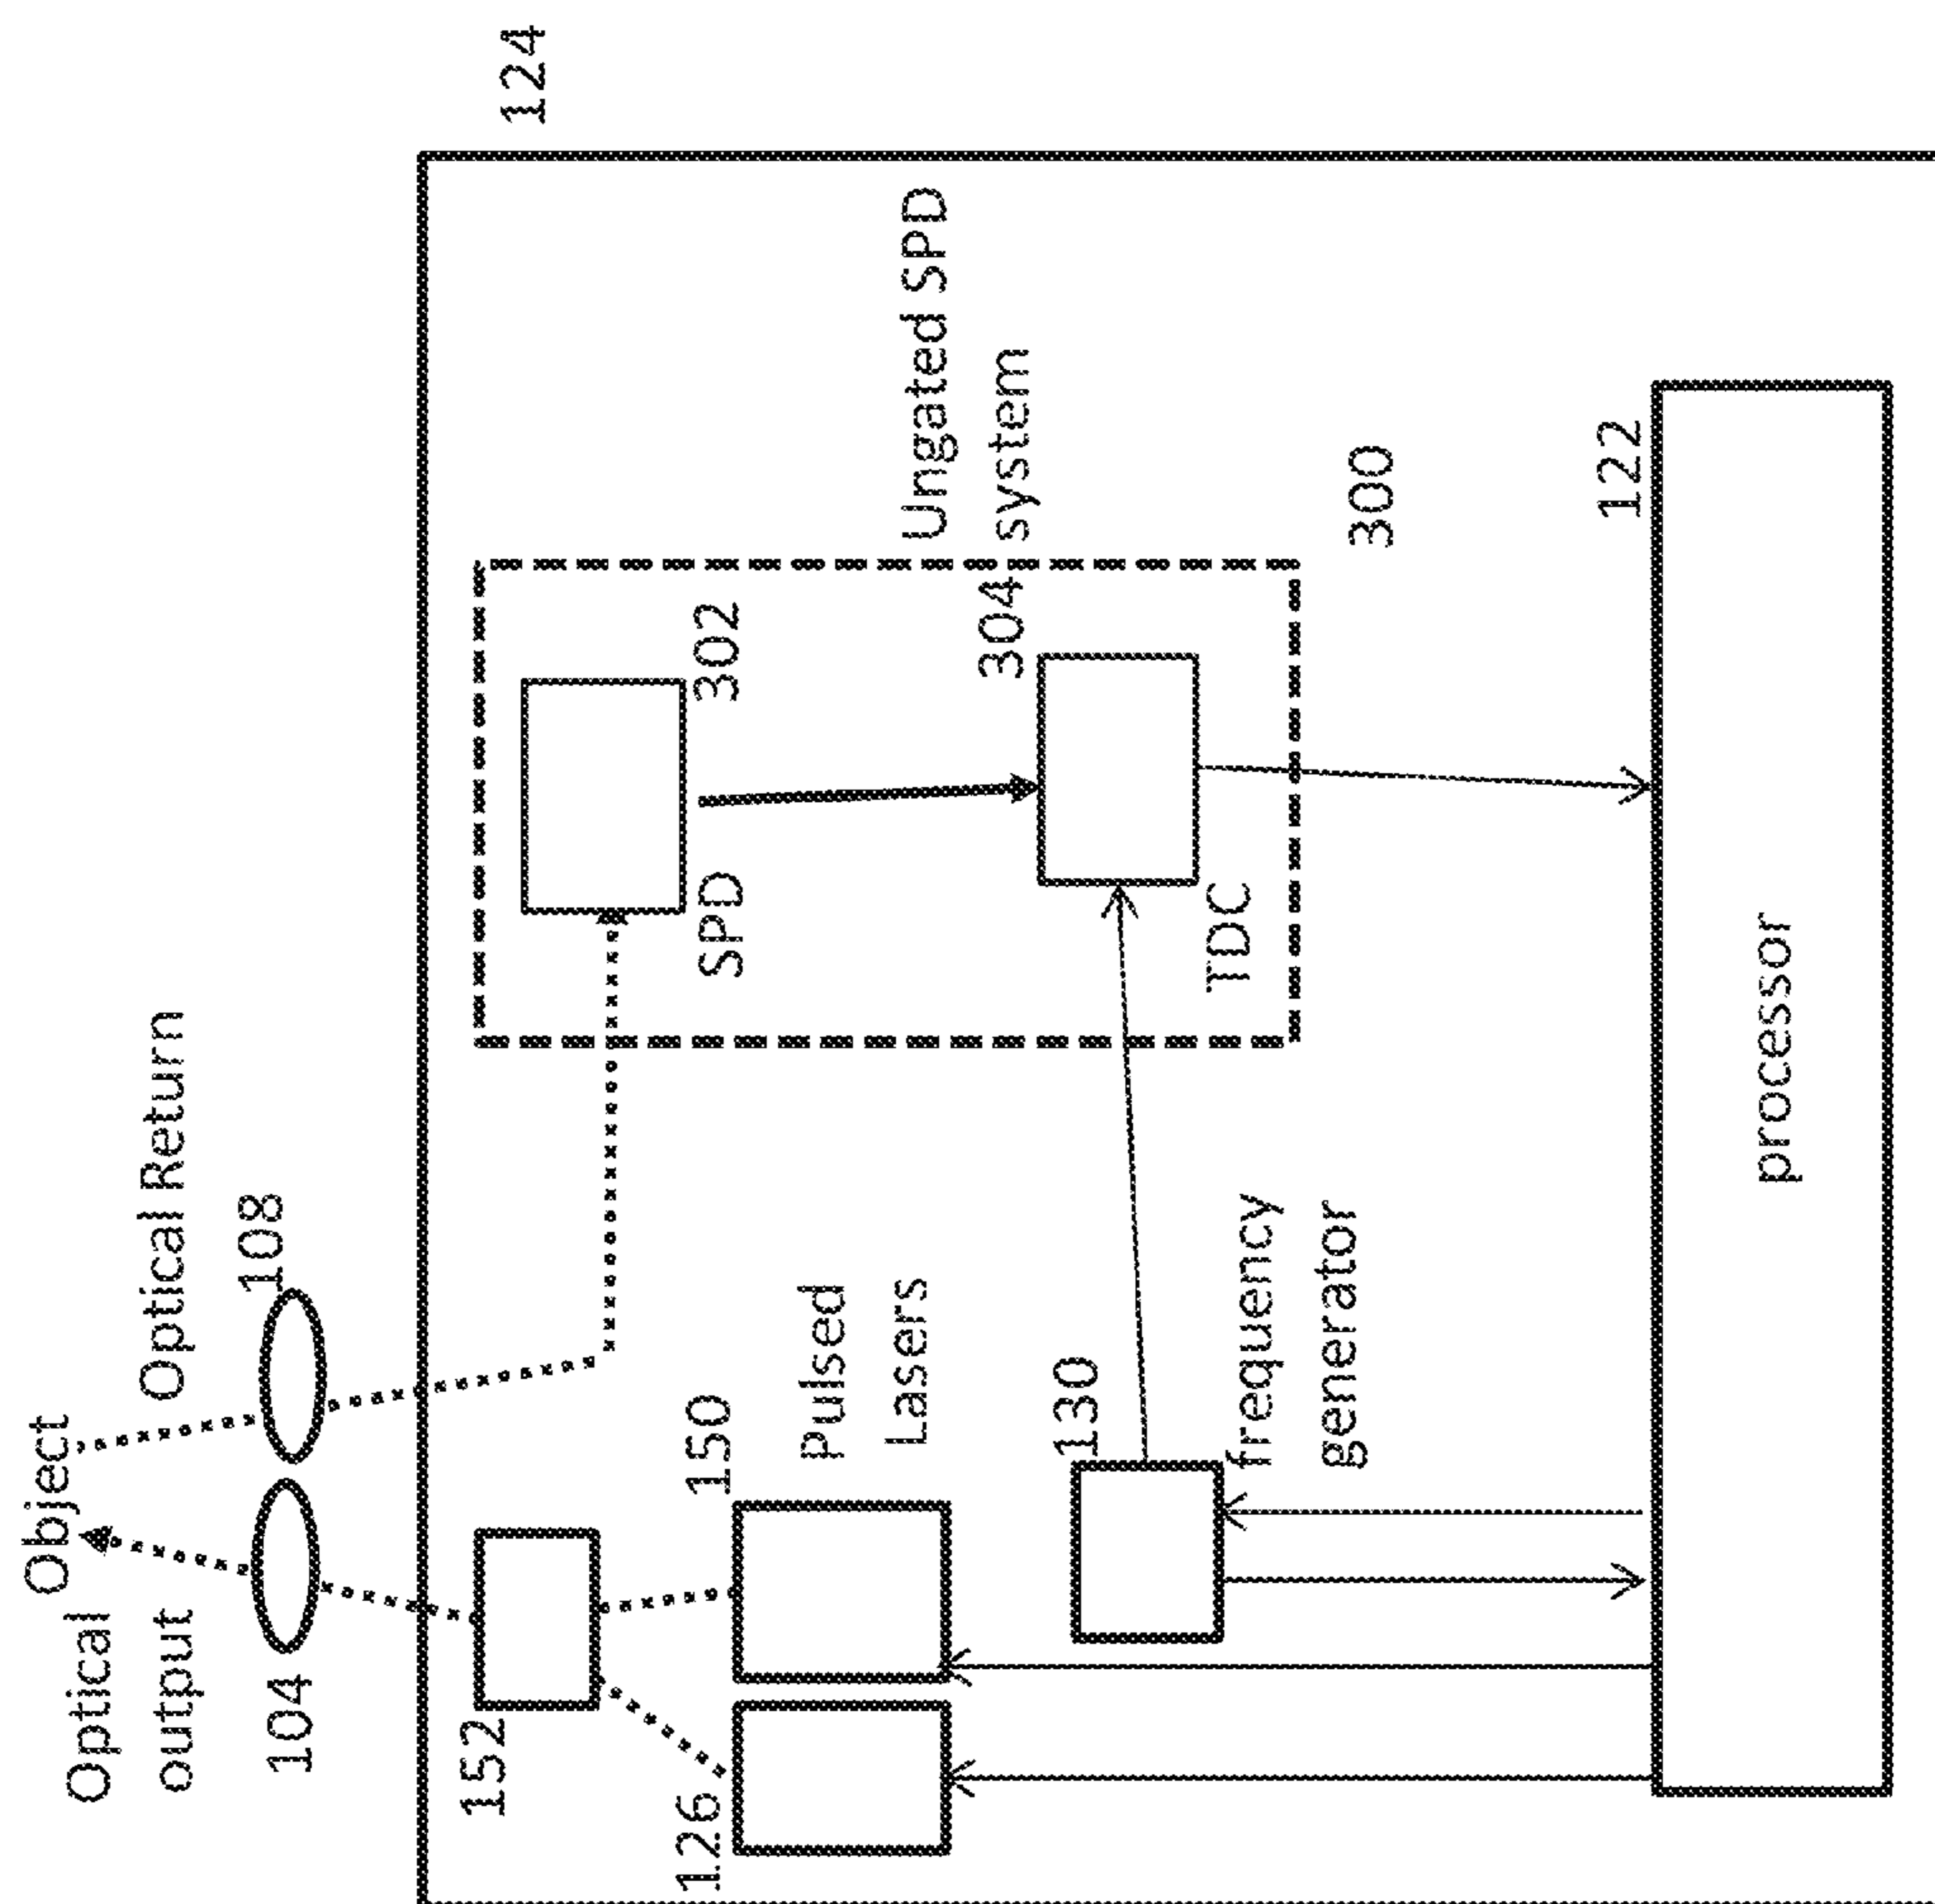 Object
Optical
output
Optical Return
104
108
124
152
126
150
Pulsed
Lasers
302
SPD
Ungated SPD
system
304
TDC
130
frequency
generator
300
122
processor